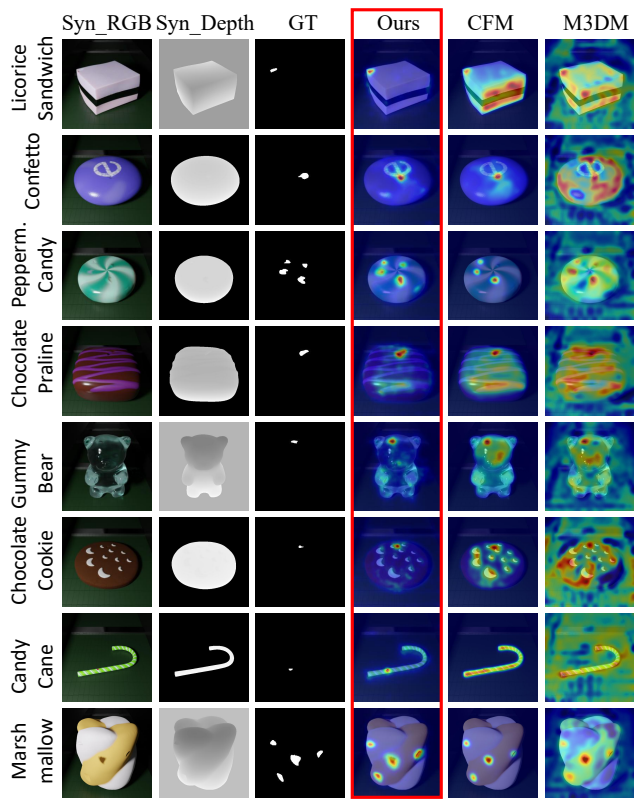 Syn_RGB Syn_Depth GT Ours CFM M3DM
Licorice
Sandwich
Confetto
Pepperm.
Candy
Chocolate
Praline
Gummy
Bear
Chocolate
Cookie
Candy
Cane
Marsh
mallow